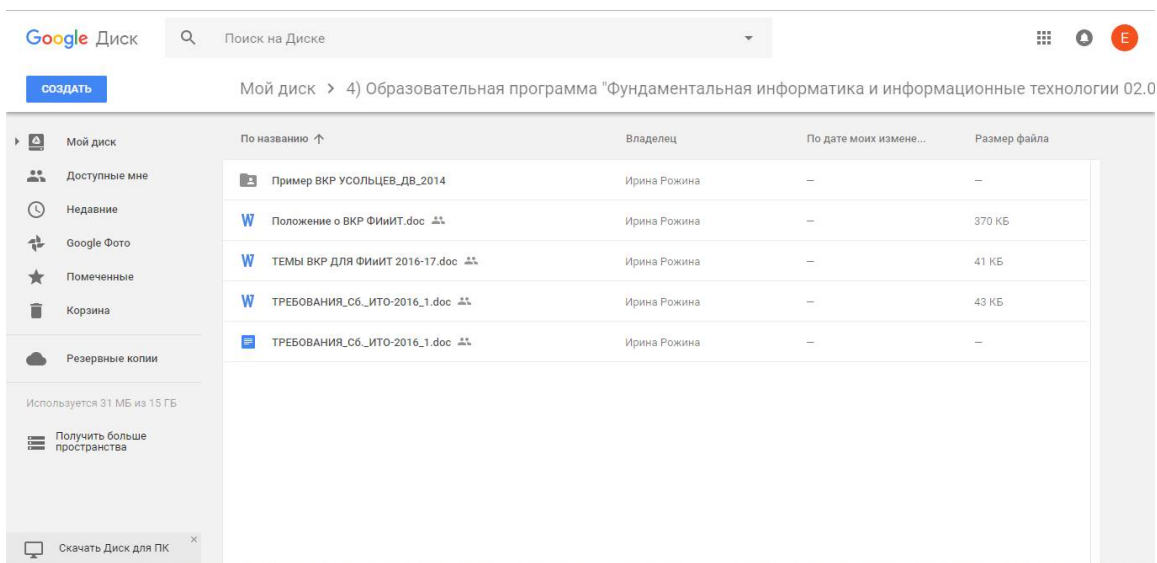 Google Диск
Поиск на Диске
E
СОЗДАТЬ
Мой диск > 4) Образовательная программа "Фундаментальная информатика и информационные технологии 02.0
Мой диск
Доступные мне
Недавние
Google Фото
Помеченные
Корзина
Резервные копии
Используется 31 МБ из 15 ГБ
Получить больше
пространства
Скачать Диск для ПК ×
По названию ↑ Владелец По дате моих измене... Размер файла
Пример ВКР УСОЛЬЦЕВ_ДВ_2014 Ирина Рожина — —
Положение о ВКР ФИиИТ.doc Ирина Рожина — 370 КБ
ТЕМЫ ВКР ДЛЯ ФИиИТ 2016-17.doc Ирина Рожина — 41 КБ
ТРЕБОВАНИЯ_Сб._ИТО-2016_1.doc Ирина Рожина — 43 КБ
ТРЕБОВАНИЯ_Сб._ИТО-2016_1.doc Ирина Рожина — —